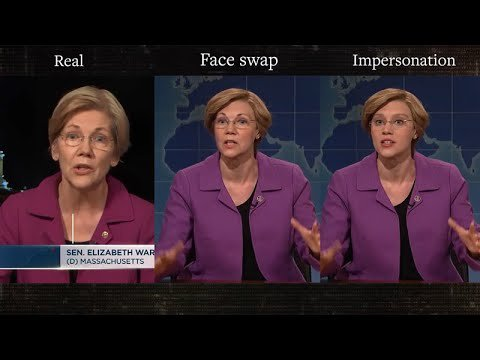 Real
Face swap
Impersonation
SEN. ELIZABETH WAR
(D) MASSACHUSETTS